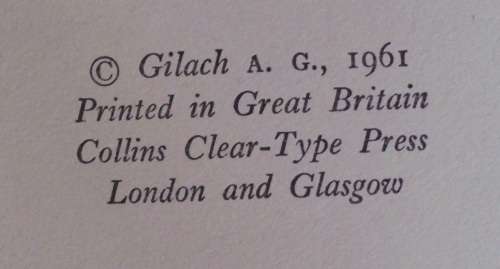 © Gilach A. G., 1961
Printed in Great Britain
Collins Clear-Type Press
London and Glasgow